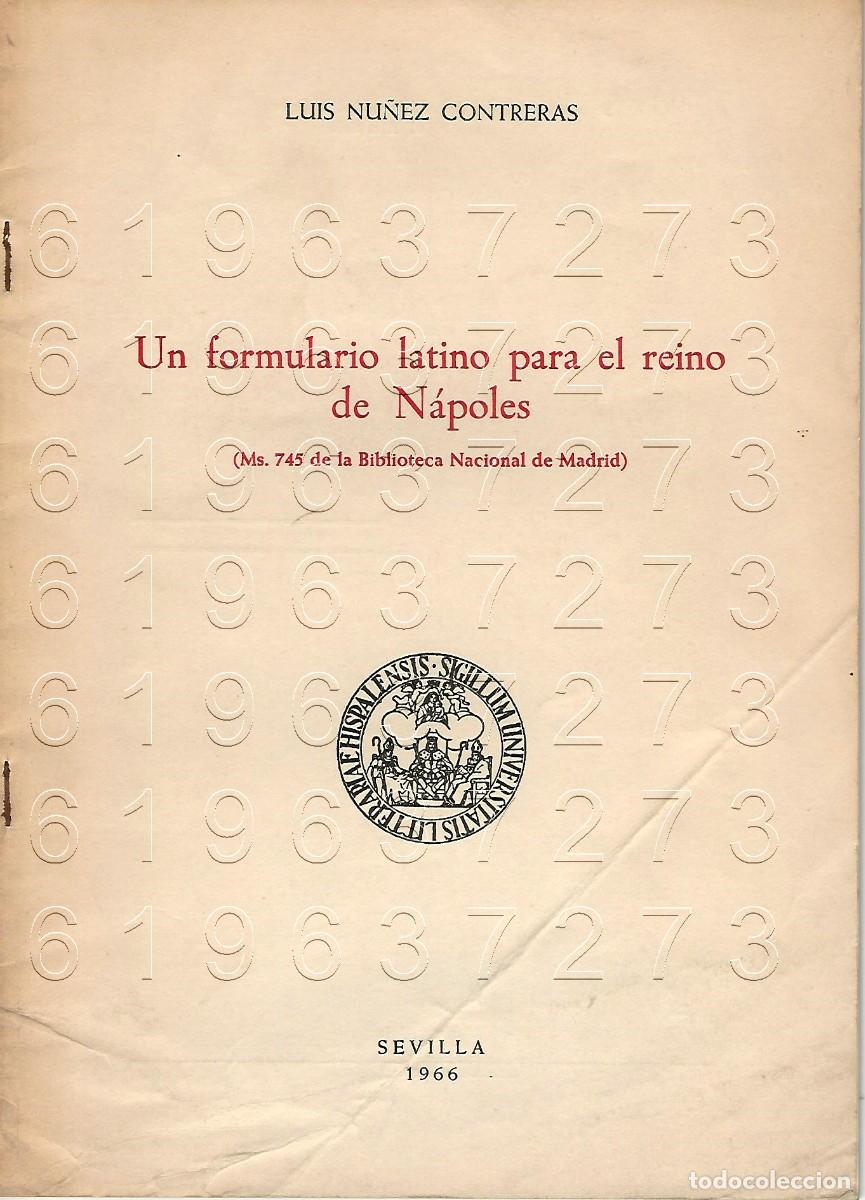 LUIS NUÑEZ CONTRERAS
6 1 9 6 3 7 2 7 3
6 1 9 6 3 7 2 7 3
Un formulario latino para el reino
de Nápoles
(Ms. 745 de la Biblioteca Nacional de Madrid)
6 1 9 6 3 7 2 7 3
6 1 9 6 3 7 2 7 3
SIGILLUM UNIVERSITATIS LITTERARIAE HISPALENSIS ·
6 1 9 6 3 7 2 7 3
6 1 9 6 3 7 2 7 3
6 1 9 6 3 7 2 7 3
SEVILLA
1966
todocoleccion